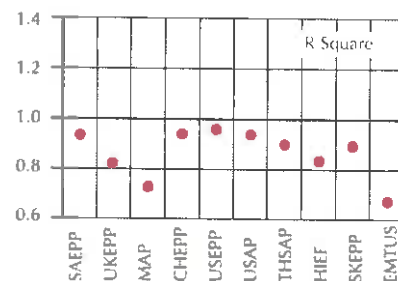 1.4
R Square
1.2
1.0
0.8
0.6
SAEPP
UKEPP
MAP
CHEPP
USEPP
USAP
THSAP
HIEF
SKEPP
EMTUS